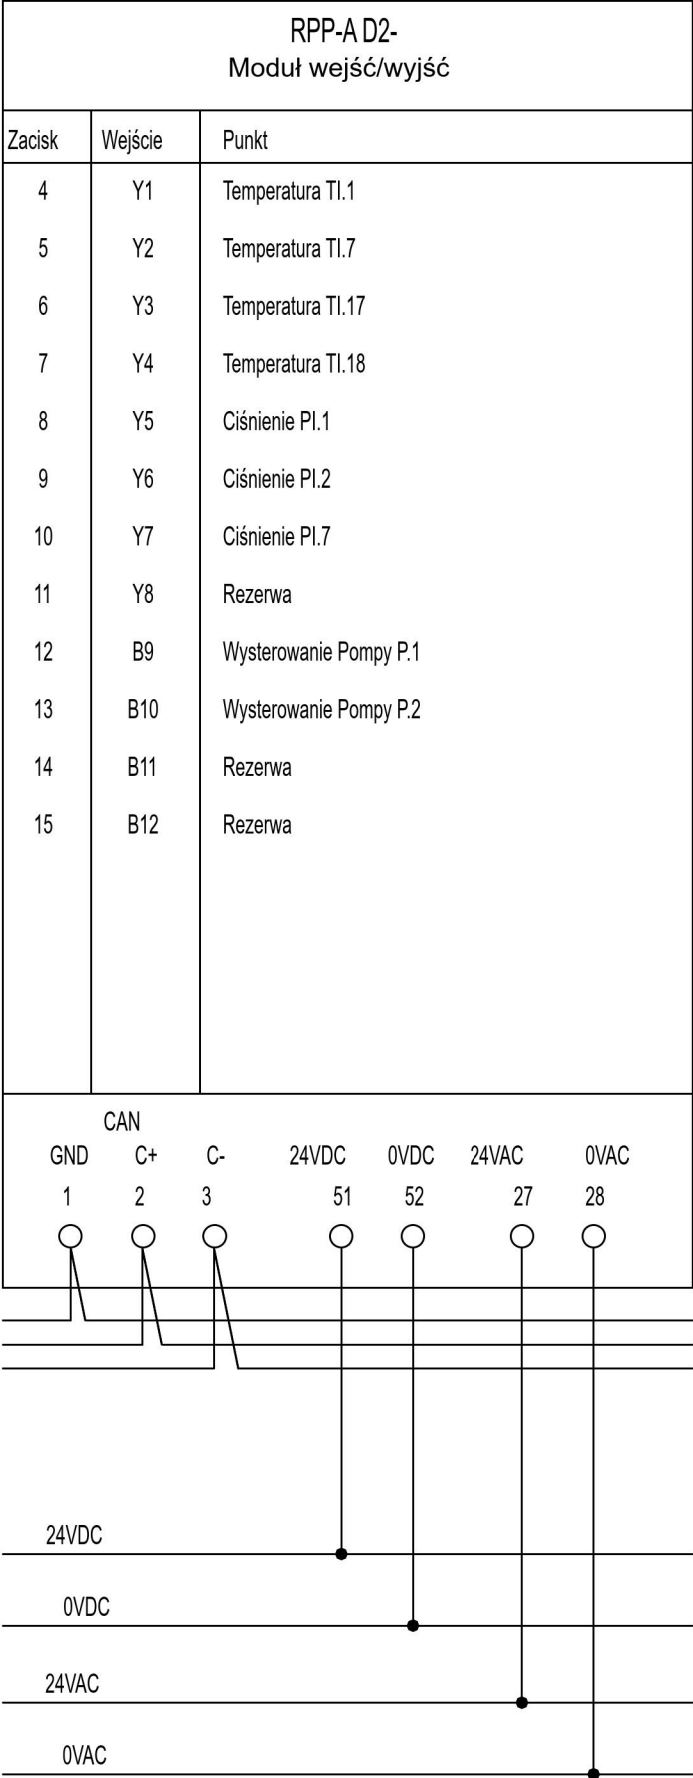 RPP-A D2-
Moduł wejść/wyjść
Zacisk Wejście Punkt
4 Y1 Temperatura TI.1
5 Y2 Temperatura TI.7
6 Y3 Temperatura TI.17
7 Y4 Temperatura TI.18
8 Y5 Ciśnienie PI.1
9 Y6 Ciśnienie PI.2
10 Y7 Ciśnienie PI.7
11 Y8 Rezerwa
12 B9 Wysterowanie Pompy P.1
13 B10 Wysterowanie Pompy P.2
14 B11 Rezerwa
15 B12 Rezerwa
CAN
GND C+ C- 24VDC 0VDC 24VAC 0VAC
1 2 3 51 52 27 28
24VDC
0VDC
24VAC
0VAC